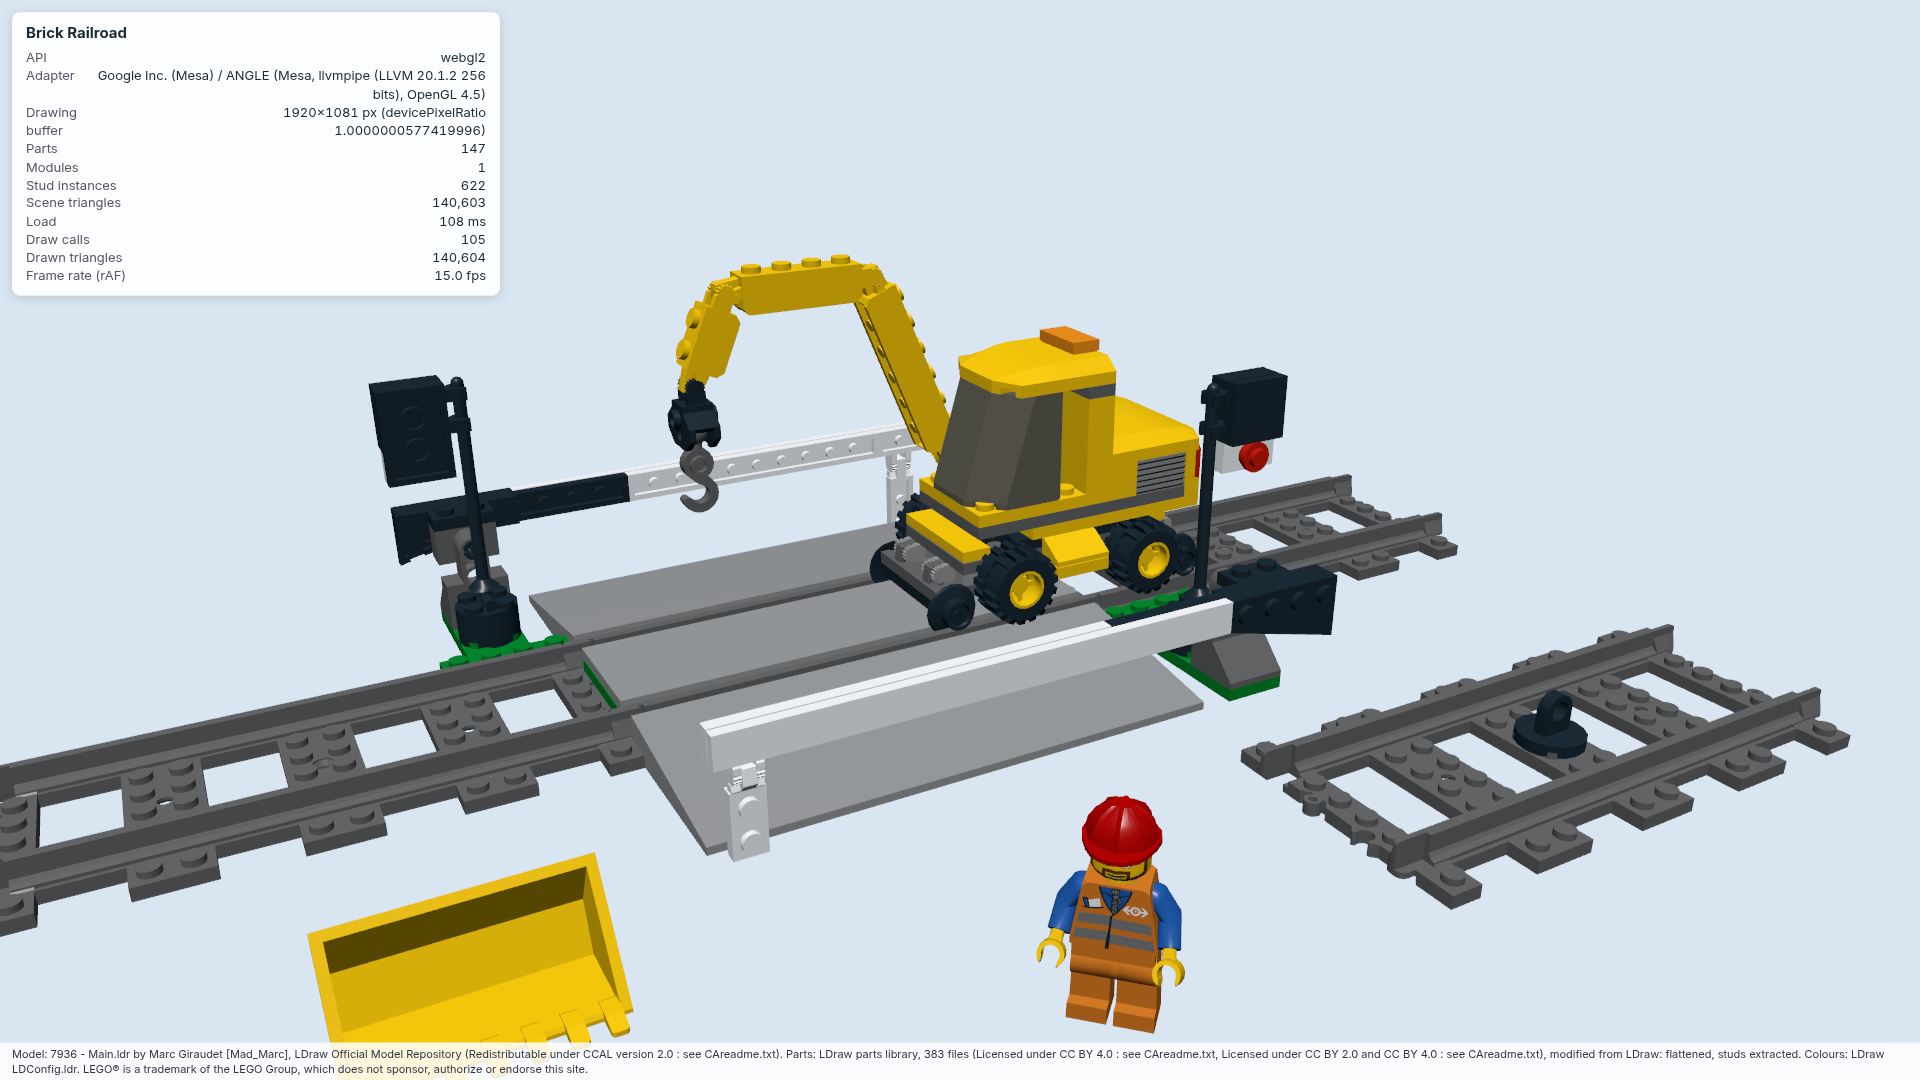 Brick Railroad
API webgl2
Adapter Google Inc. (Mesa) / ANGLE (Mesa, llvmpipe (LLVM 20.1.2 256
bits), OpenGL 4.5)
Drawing 1920×1081 px (devicePixelRatio
buffer 1.0000000577419996)
Parts 147
Modules 1
Stud instances 622
Scene triangles 140,603
Load 108 ms
Draw calls 105
Drawn triangles 140,604
Frame rate (rAF) 15.0 fps
Model: 7936 - Main.ldr by Marc Giraudet [Mad_Marc], LDraw Official Model Repository (Redistributable under CCAL version 2.0 : see CAreadme.txt). Parts: LDraw parts library, 383 files (Licensed under CC BY 4.0 : see CAreadme.txt, Licensed under CC BY 2.0 and CC BY 4.0 : see CAreadme.txt), modified from LDraw: flattened, studs extracted. Colours: LDraw
LDConfig.ldr. LEGO® is a trademark of the LEGO Group, which does not sponsor, authorize or endorse this site.